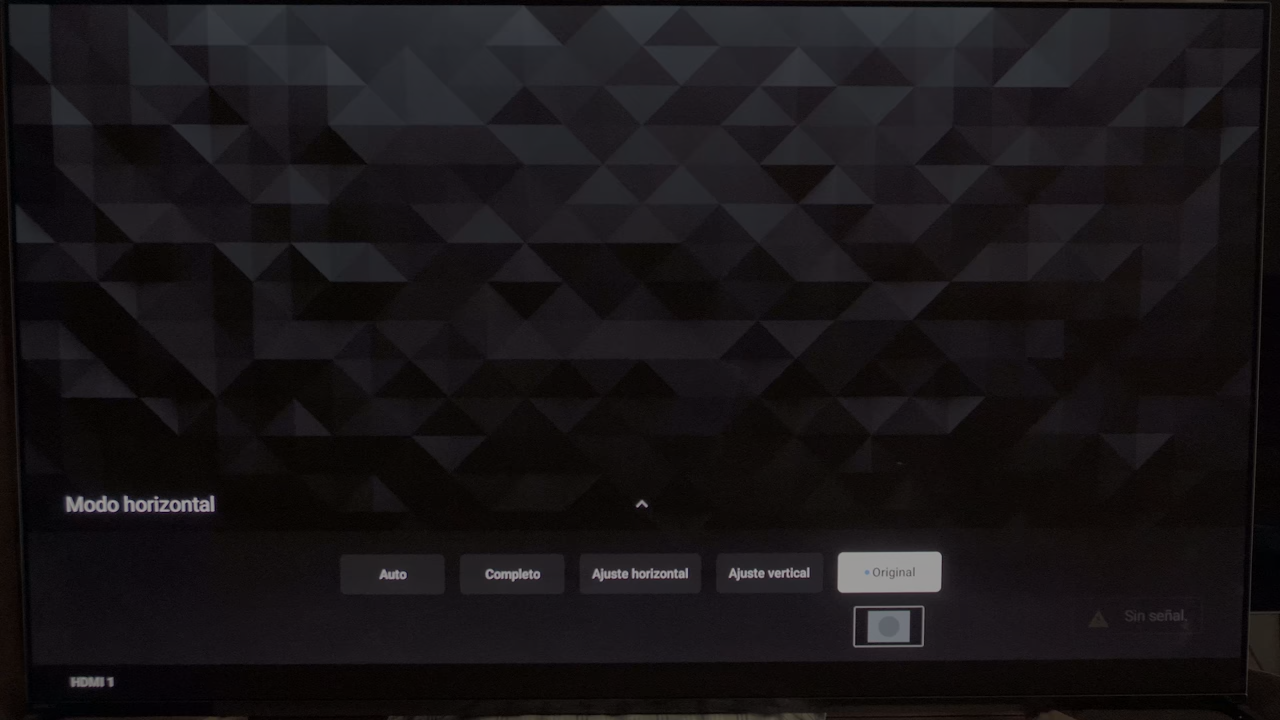 Modo horizontal
Auto
Completo
Ajuste horizontal
Ajuste vertical
Original
Sin señal.
HDMI 1